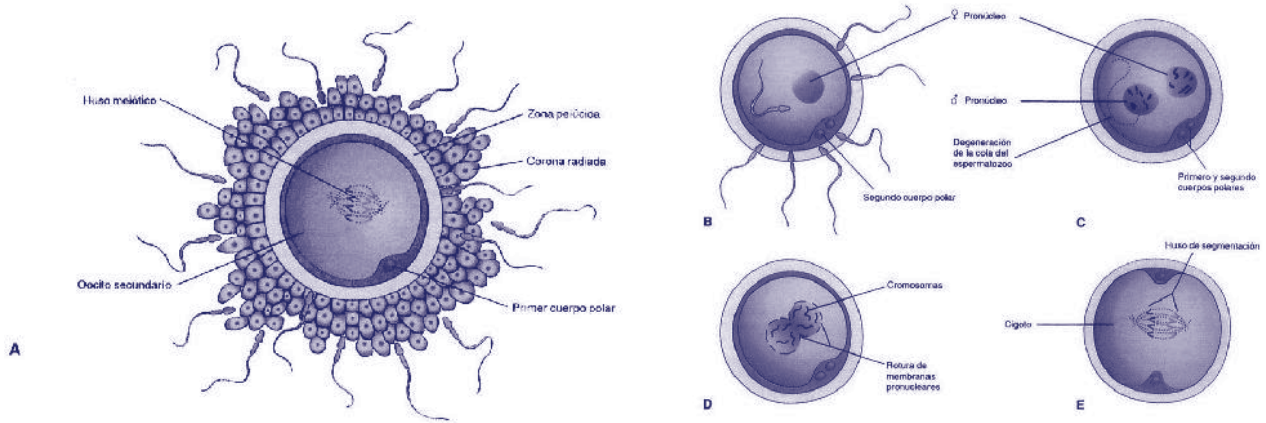 Huso meiótico
Zona pelúcida
Corona radiada
Oocito secundario
Primer cuerpo polar
A
♀ Pronúcleo
♂ Pronúcleo
Degeneración
de la cola del
espermatozoo
Segundo cuerpo polar
Primero y segundo
cuerpos polares
B
C
Cromosomas
Rotura de
membranas
pronucleares
D
Huso de segmentación
Cigoto
E